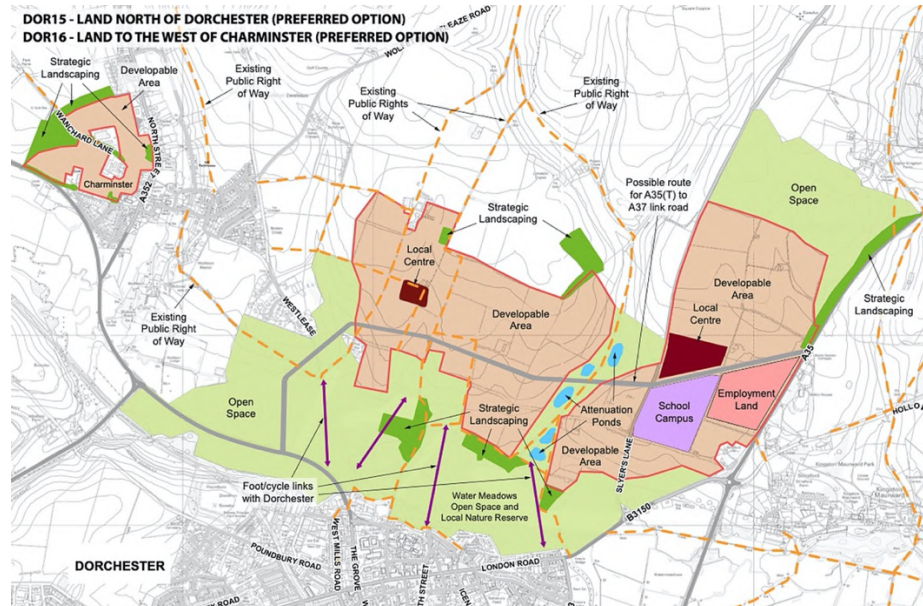 DOR15 - LAND NORTH OF DORCHESTER (PREFERRED OPTION)
DOR16 - LAND TO THE WEST OF CHARMINSTER (PREFERRED OPTION)
Strategic
Landscaping
Developable
Area
Existing
Public Right
of Way
Existing
Public Rights
of Way
Existing
Public Right
of Way
WANCHARD LANE
NORTH STREET
A352
Charminster
Possible route
for A35(T) to
A37 link road
Open
Space
Strategic
Landscaping
Local
Centre
Developable
Area
Developable
Area
Local
Centre
Strategic
Landscaping
A35
Existing
Public Right
of Way
WESTLEASE
Open
Space
Strategic
Landscaping
Attenuation
Ponds
School
Campus
Employment
Land
Developable
Area
SLYER'S LANE
B3150
Foot/cycle links
with Dorchester
Water Meadows
Open Space and
Local Nature Reserve
DORCHESTER
POUNDBURY ROAD
WEST MILLS ROAD
THE GROVE
LONDON ROAD